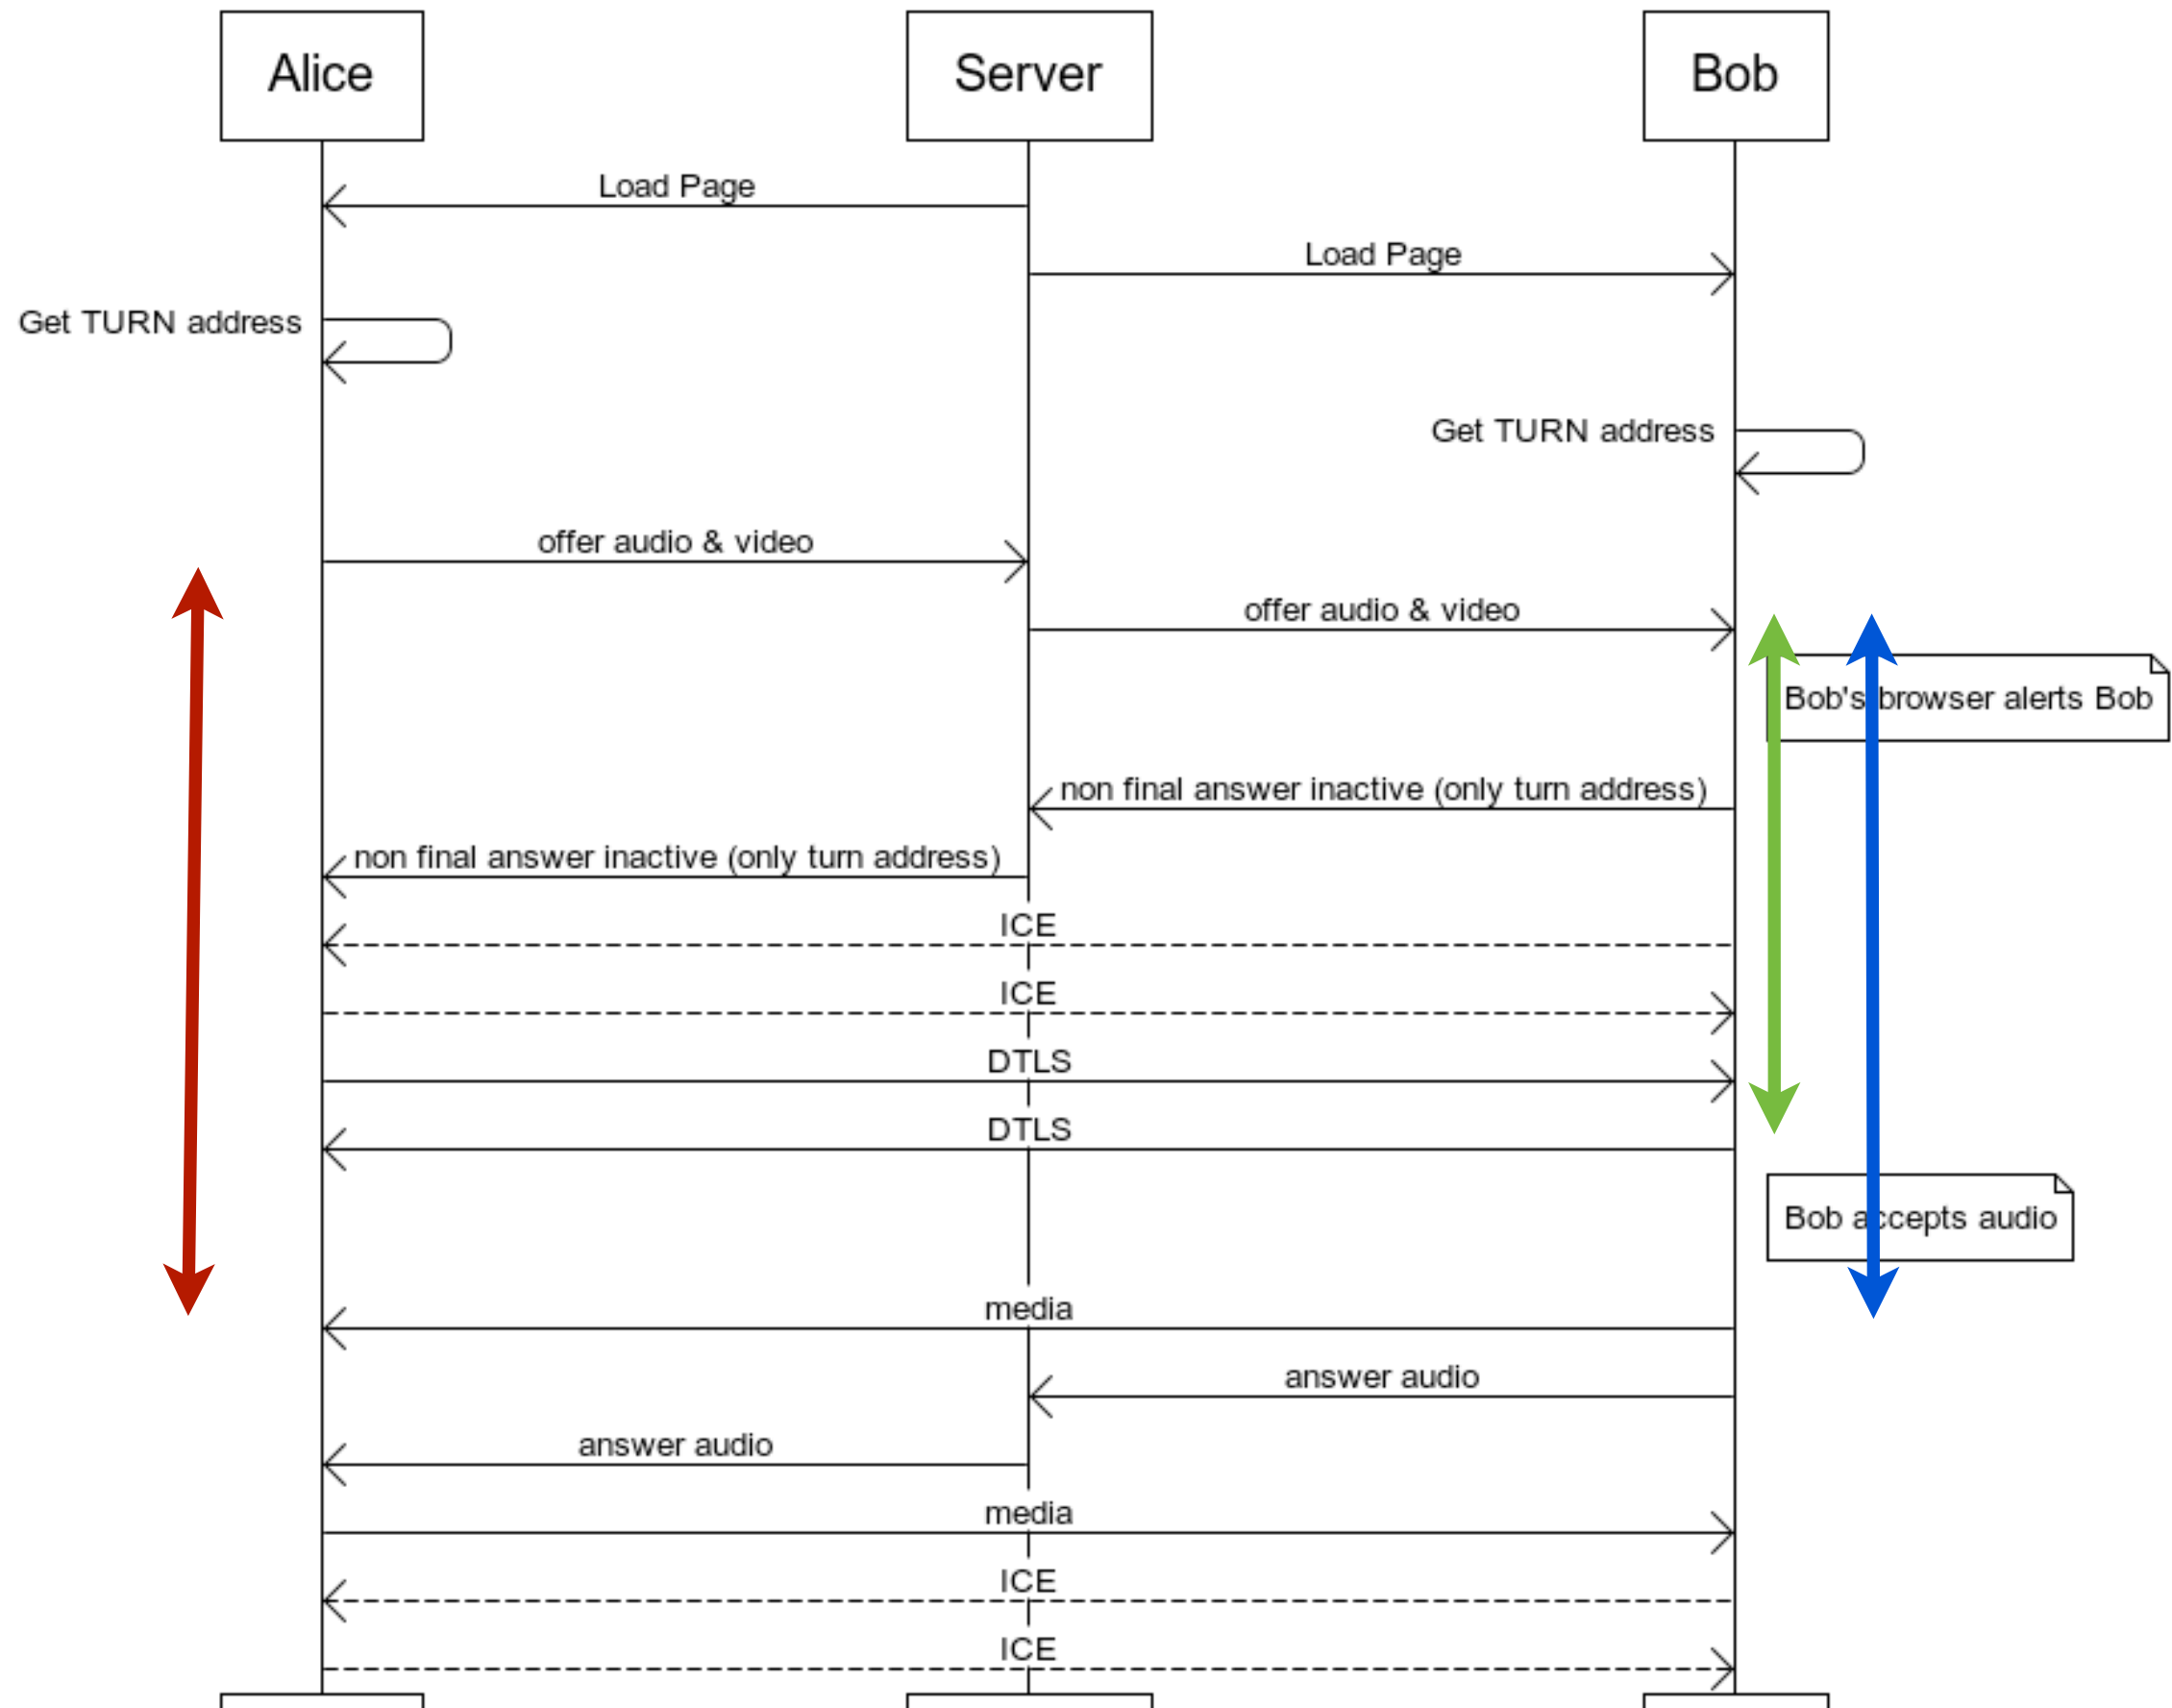 Alice
Server
Bob
Load Page
Load Page
Get TURN address
Get TURN address
offer audio & video
offer audio & video
Bob's browser alerts Bob
non final answer inactive (only turn address)
non final answer inactive (only turn address)
ICE
ICE
DTLS
DTLS
Bob accepts audio
media
answer audio
answer audio
media
ICE
ICE